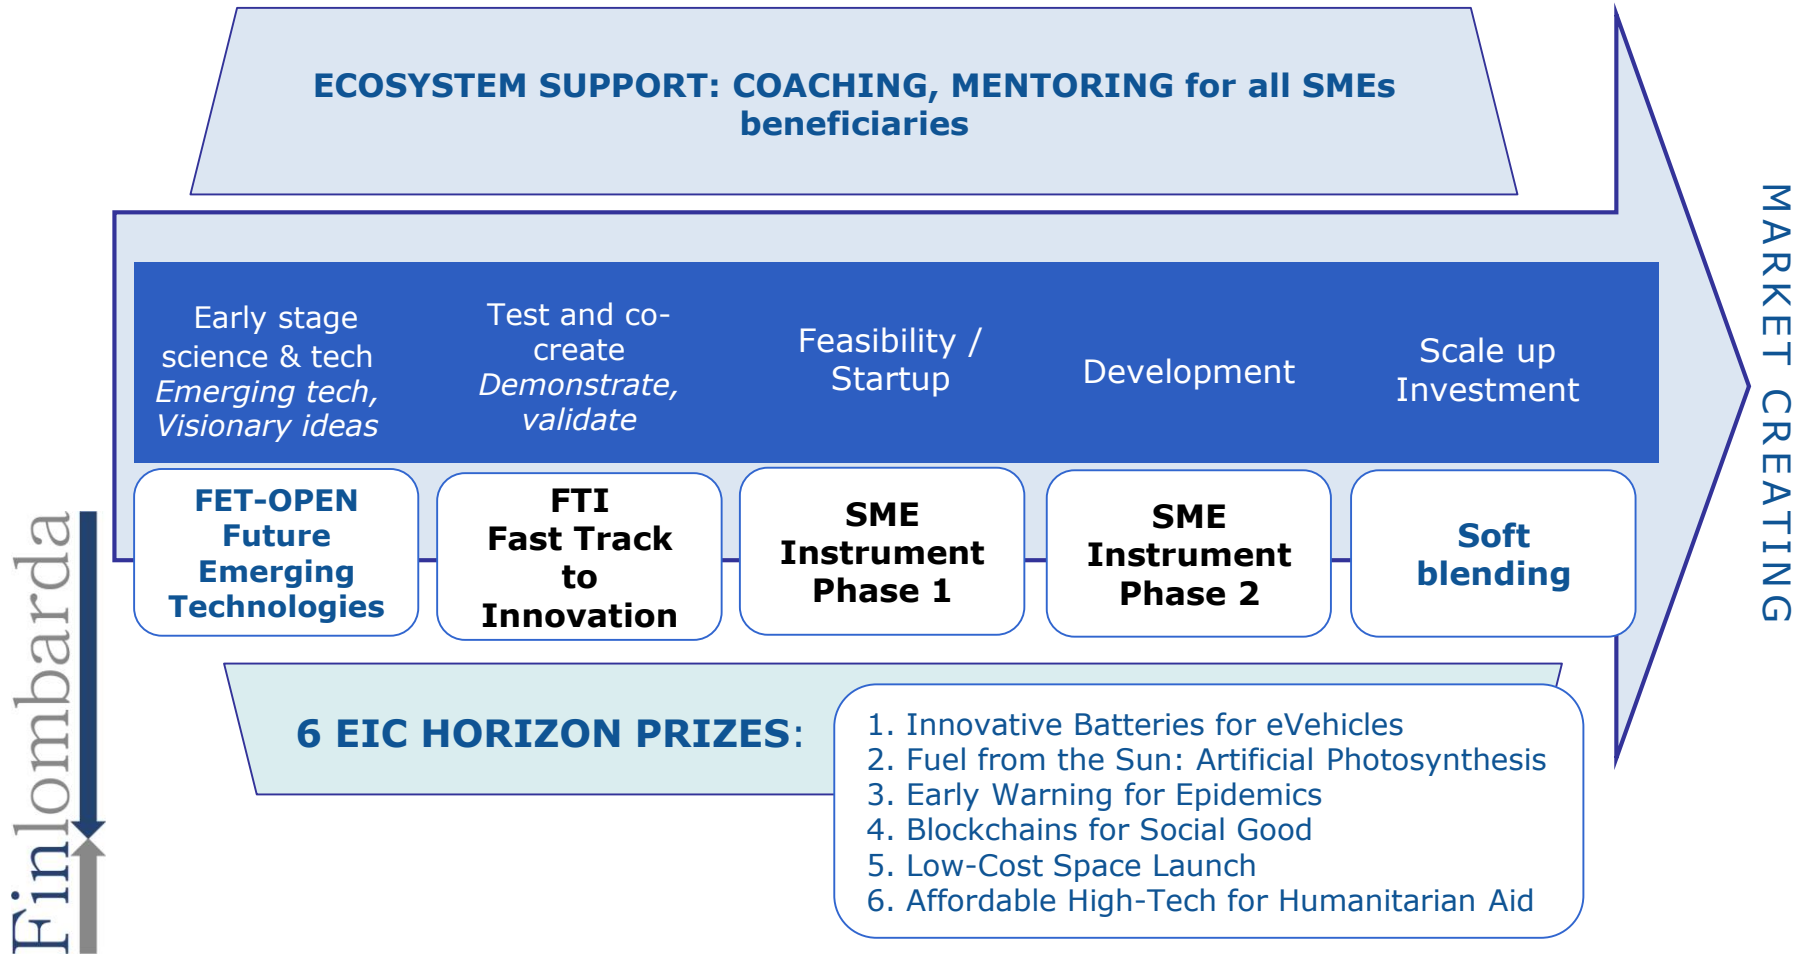 ECOSYSTEM SUPPORT: COACHING, MENTORING for all SMEs
beneficiaries
Early stage
science & tech
Emerging tech,
Visionary ideas
Test and co-
create
Demonstrate,
validate
Feasibility /
Startup
Development
Scale up
Investment
MARKET CREATING
FET-OPEN
Future
Emerging
Technologies
FTI
Fast Track
to
Innovation
SME
Instrument
Phase 1
SME
Instrument
Phase 2
Soft
blending
6 EIC HORIZON PRIZES:
1. Innovative Batteries for eVehicles
2. Fuel from the Sun: Artificial Photosynthesis
3. Early Warning for Epidemics
4. Blockchains for Social Good
5. Low-Cost Space Launch
6. Affordable High-Tech for Humanitarian Aid
Finlombarda